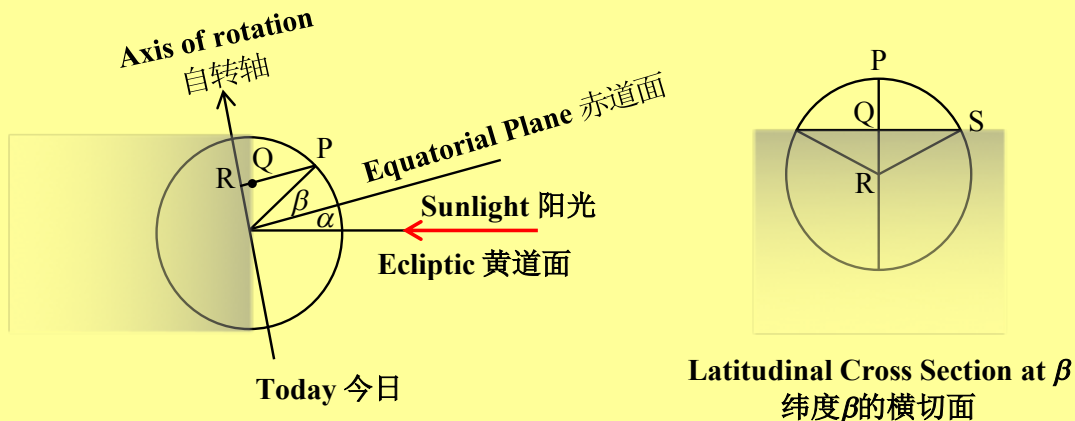 Axis of rotation
自转轴
P
Q
R
β
α
Equatorial Plane 赤道面
Sunlight 阳光
Ecliptic 黄道面
Today 今日
P
Q
S
R
Latitudinal Cross Section at β
纬度β的横切面